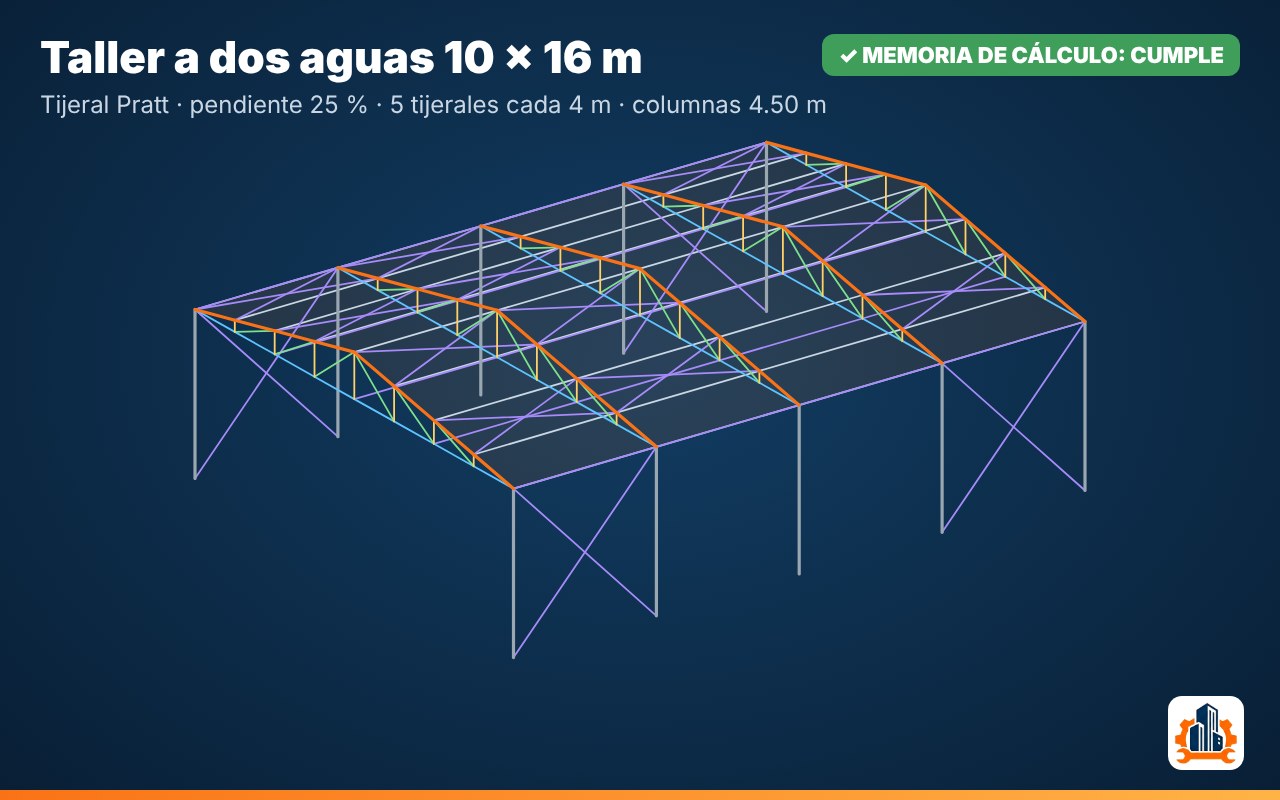 Taller a dos aguas 10 × 16 m
✓ MEMORIA DE CÁLCULO: CUMPLE
Tijeral Pratt · pendiente 25 % · 5 tijerales cada 4 m · columnas 4.50 m